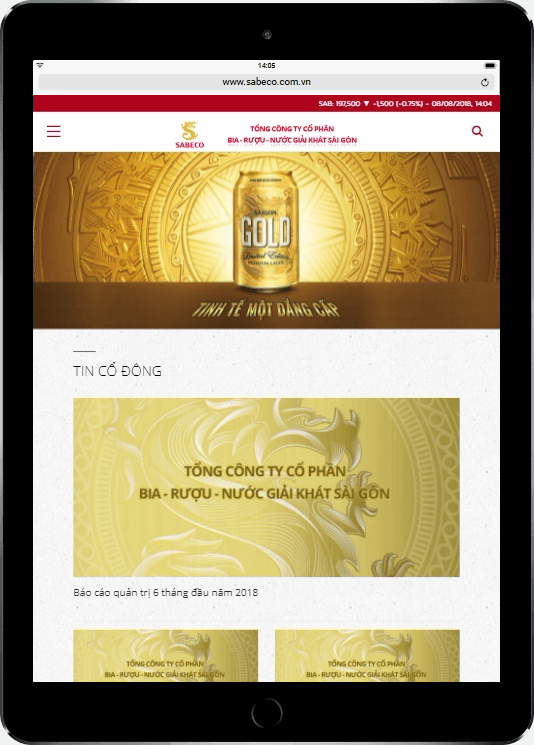 14:05
www.sabeco.com.vn
SAB: 197,500 ▼ -1,500 (-0.75%) - 08/08/2018, 14:04
SABECO
TỔNG CÔNG TY CỔ PHẦN
BIA - RƯỢU - NƯỚC GIẢI KHÁT SÀI GÒN
SAIGON
GOLD
Limited Edition
PREMIUM LAGER
TINH TẾ MỘT ĐẲNG CẤP
TIN CỔ ĐÔNG
TỔNG CÔNG TY CỔ PHẦN
BIA - RƯỢU - NƯỚC GIẢI KHÁT SÀI GÒN
Báo cáo quản trị 6 tháng đầu năm 2018
TỔNG CÔNG TY CỔ PHẦN
BIA - RƯỢU - NƯỚC GIẢI KHÁT SÀI GÒN
TỔNG CÔNG TY CỔ PHẦN
BIA - RƯỢU - NƯỚC GIẢI KHÁT SÀI GÒN